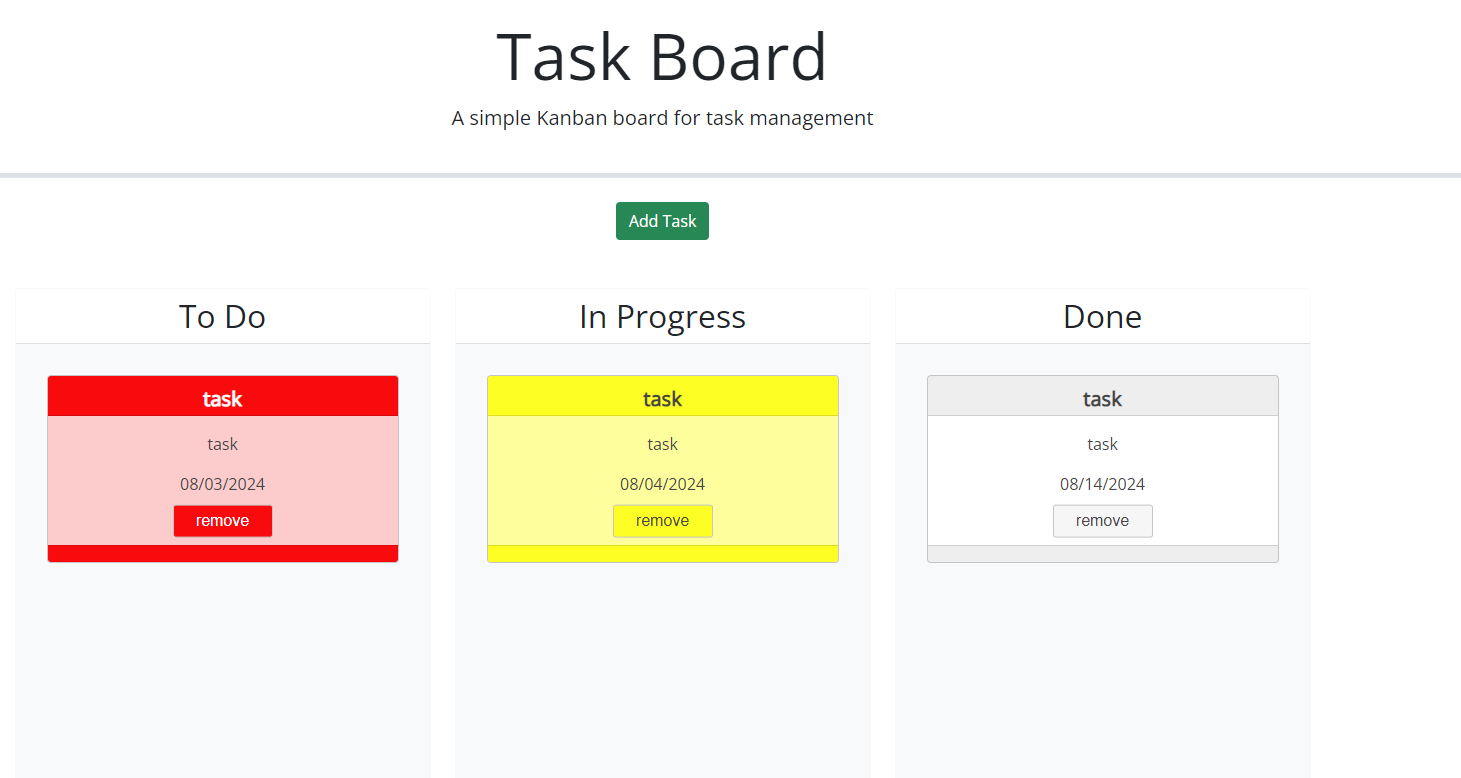 Task Board
A simple Kanban board for task management
Add Task
To Do
task
task
08/03/2024
remove
In Progress
task
task
08/04/2024
remove
Done
task
task
08/14/2024
remove